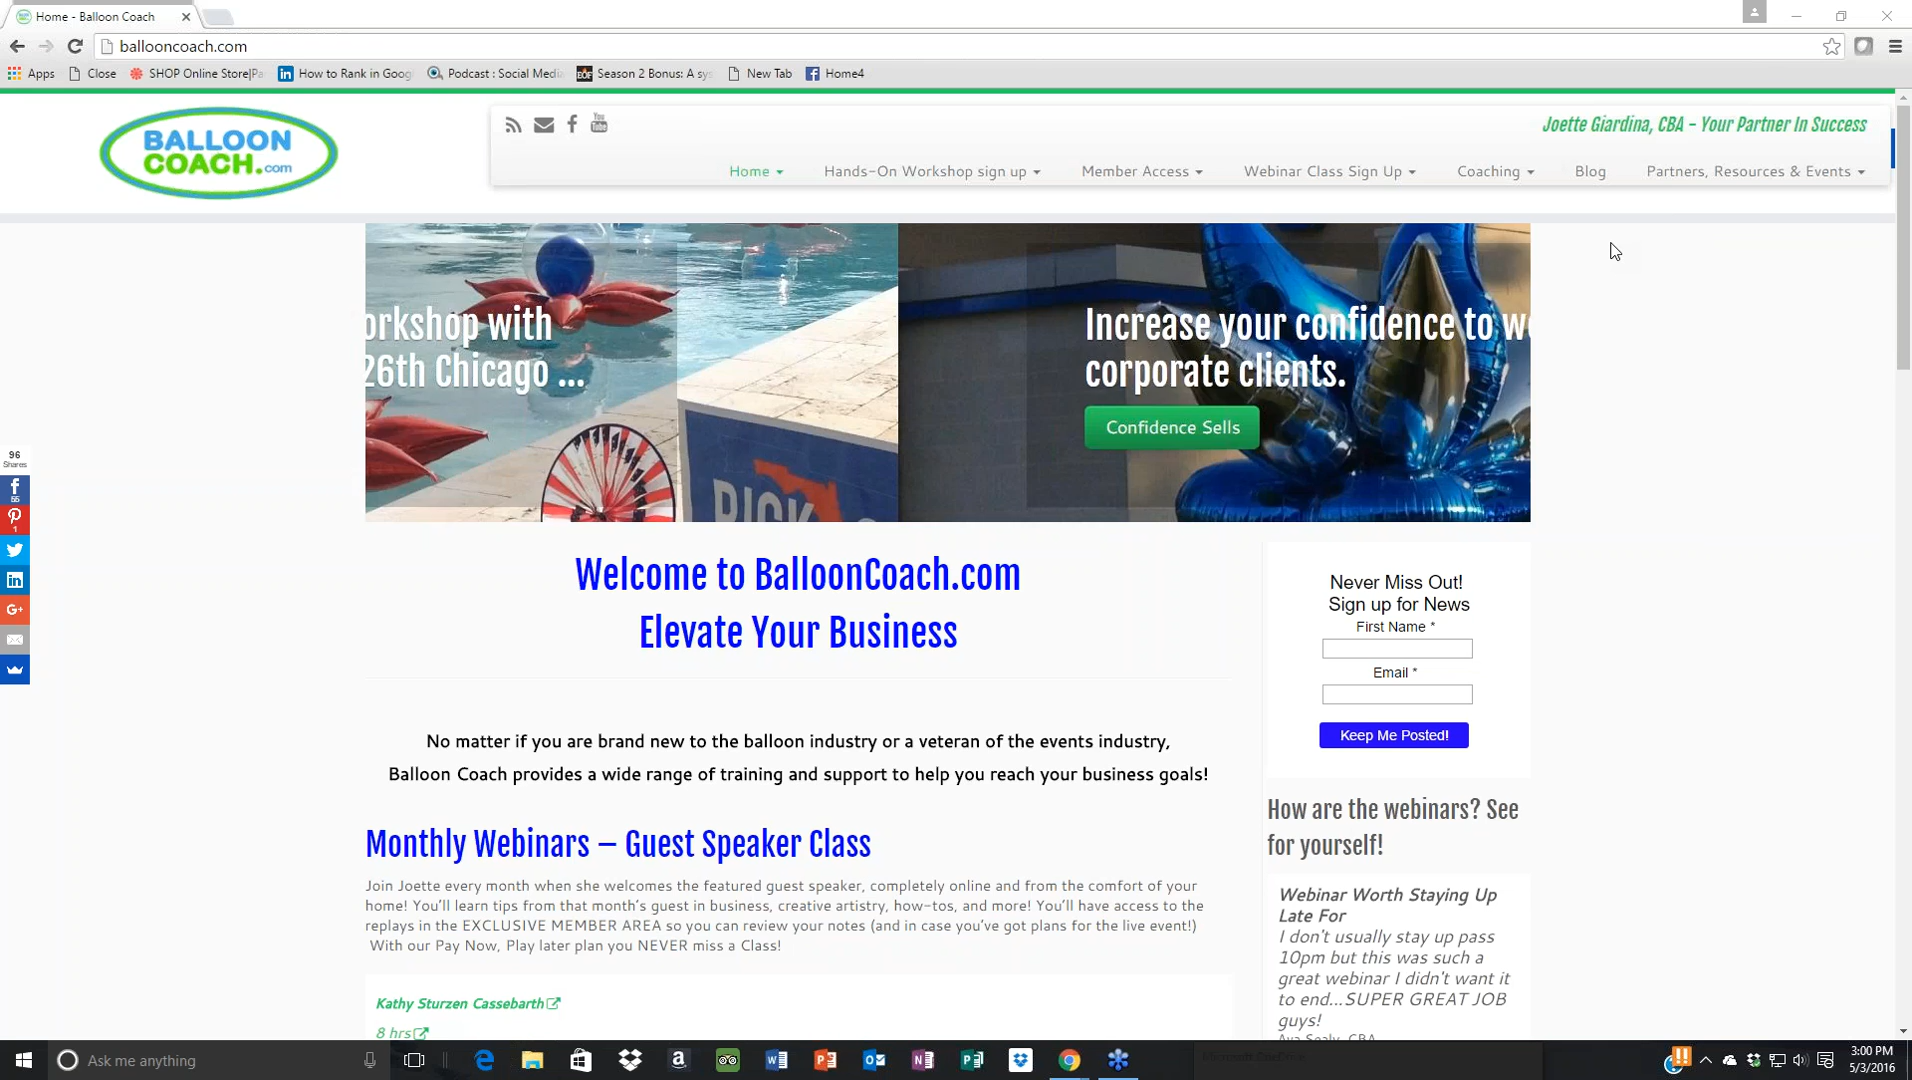 Home - Balloon Coach
ballooncoach.com
Apps
Close
SHOP Online Store|Pa
How to Rank in Goog
Podcast : Social Media
Season 2 Bonus: A sys
New Tab
Home4
BALLOON
COACH.com
You
Tube
Joette Giardina, CBA - Your Partner In Success
Home
Hands-On Workshop sign up
Member Access
Webinar Class Sign Up
Coaching
Blog
Partners, Resources & Events
orkshop with
26th Chicago ...
PICK
Increase your confidence to w
corporate clients.
Confidence Sells
96
Shares
55
1
Welcome to BalloonCoach.com
Elevate Your Business
Never Miss Out!
Sign up for News
First Name *
Email *
Keep Me Posted!
No matter if you are brand new to the balloon industry or a veteran of the events industry,
Balloon Coach provides a wide range of training and support to help you reach your business goals!
Monthly Webinars – Guest Speaker Class
Join Joette every month when she welcomes the featured guest speaker, completely online and from the comfort of your
home! You'll learn tips from that month's guest in business, creative artistry, how-tos, and more! You'll have access to the
replays in the EXCLUSIVE MEMBER AREA so you can review your notes (and in case you've got plans for the live event!)
With our Pay Now, Play later plan you NEVER miss a Class!
Kathy Sturzen Cassebarth
8 hrs
How are the webinars? See
for yourself!
Webinar Worth Staying Up
Late For
I don't usually stay up pass
10pm but this was such a
great webinar I didn't want it
to end...SUPER GREAT JOB
guys!
Ava Sealy, CBA
Ask me anything
3:00 PM
5/3/2016